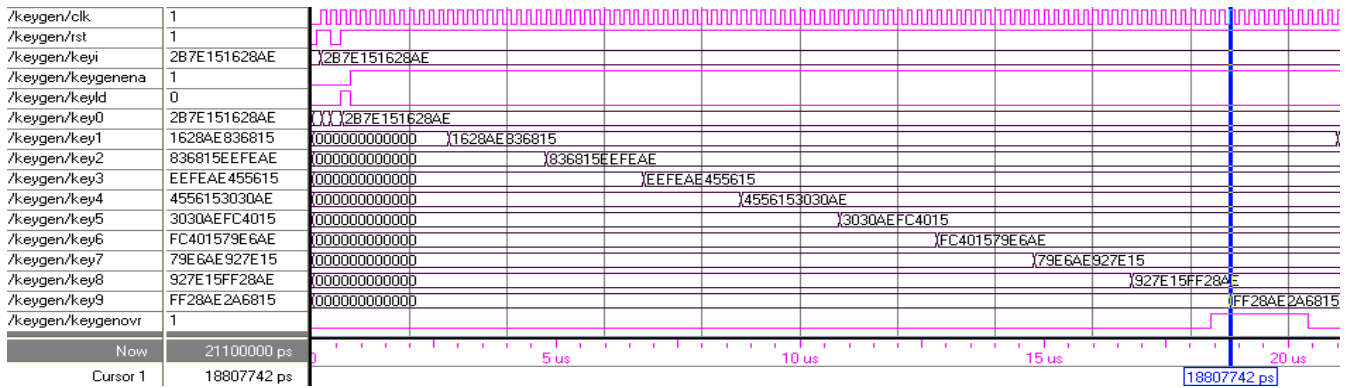 /keygen/clk 1
/keygen/rst 1
/keygen/keyi 2B7E151628AE 2B7E151628AE
/keygen/keygenena 1
/keygen/keyld 0
/keygen/key0 2B7E151628AE 2B7E151628AE
/keygen/key1 1628AE836815 000000000000 1628AE836815
/keygen/key2 836815EEFEAE 000000000000 836815EEFEAE
/keygen/key3 EEFEAE455615 000000000000 EEFEAE455615
/keygen/key4 4556153030AE 000000000000 4556153030AE
/keygen/key5 3030AEFC4015 000000000000 3030AEFC4015
/keygen/key6 FC401579E6AE 000000000000 FC401579E6AE
/keygen/key7 79E6AE927E15 000000000000 79E6AE927E15
/keygen/key8 927E15FF28AE 000000000000 927E15FF28AE
/keygen/key9 FF28AE2A6815 000000000000 FF28AE2A6815
/keygen/keygenovr 1
Now 21100000 ps 0 5 us 10 us 15 us 20 us
Cursor 1 18807742 ps 18807742 ps